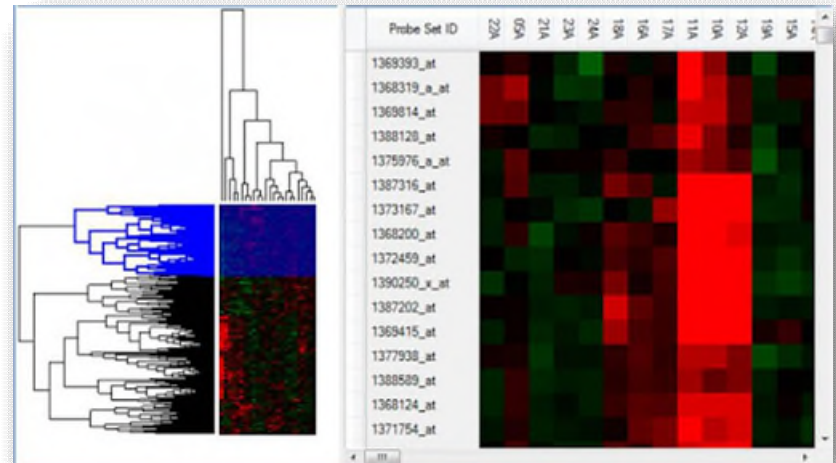 Probe Set ID 22A 05A 21A 23A 24A 18A 16A 17A 11A 10A 12A 19A 15A
1369393_at
1368319_a_at
1369814_at
1388128_at
1375976_a_at
1387316_at
1373167_at
1368200_at
1372459_at
1390250_x_at
1387202_at
1369415_at
1377938_at
1388589_at
1368124_at
1371754_at